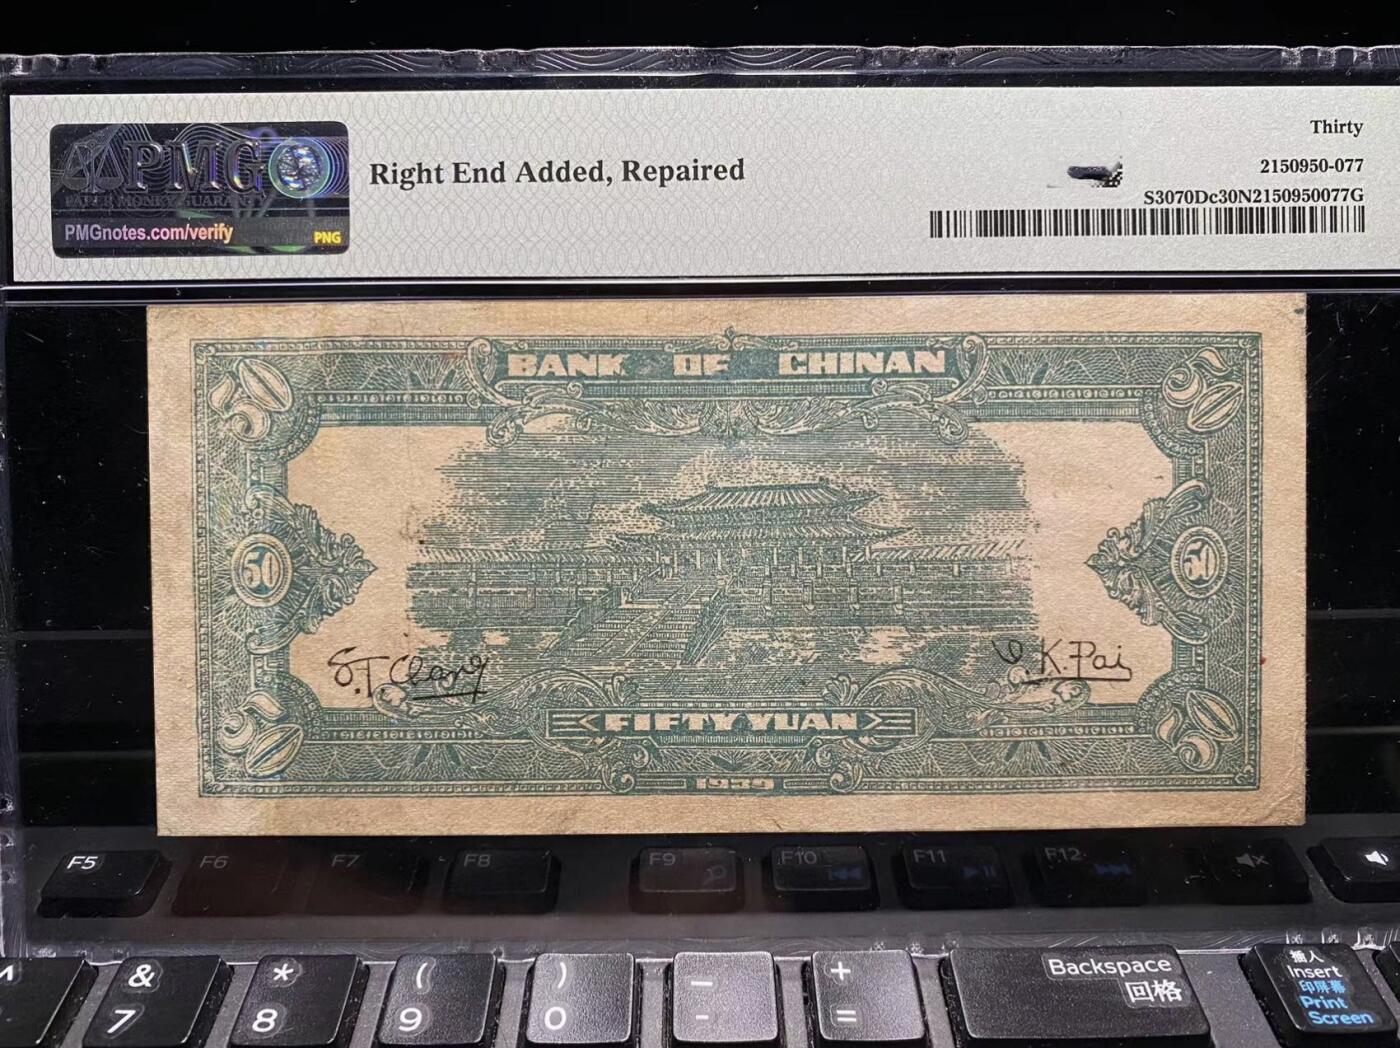 PMG
PAPER MONEY GUARANTY
PMGnotes.com/verify
PNG
Right End Added, Repaired
Thirty
2150950-077
S3070Dc30N2150950077G
BANK OF CHINAN
50
50
50
50
S.T. Chang
K. Pai
50
50
FIFTY YUAN
1939
F5
F6
F7
F8
F9
F10
F11
F12
& 7
* 8
( 9
) 0
_ -
+ =
Backspace
回格
插入
Insert
印屏幕
Print
Screen